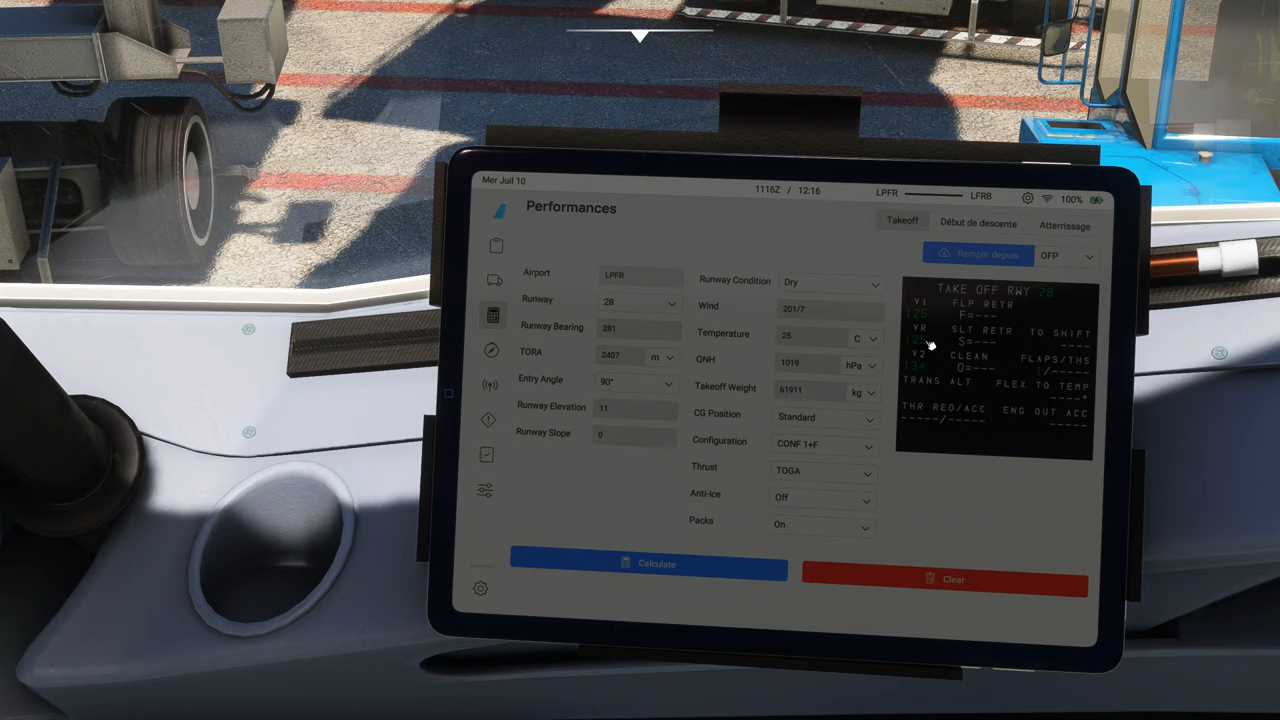 Mer Juil 10
1116Z / 12:16
LPFR
LFRB
100%
Performances
Takeoff
Début de descente
Atterrissage
Remplir depuis
OFP
Airport
LPFR
Runway
28
Runway Bearing
281
TORA
2407
m
Entry Angle
90°
Runway Elevation
11
Runway Slope
0
Runway Condition
Dry
Wind
201/7
Temperature
25
C
QNH
1019
hPa
Takeoff Weight
61911
kg
CG Position
Standard
Configuration
CONF 1+F
Thrust
TOGA
Anti-Ice
Off
Packs
On
TAKE OFF RWY 28
V1
FLP RETR
125
F=---
VR
SLT RETR
TO SHIFT
S=---
----
V2
CLEAN
FLAPS/THS
134
O=---
1/-----
TRANS ALT
FLEX TO TEMP
----°
THR RED/ACC
ENG OUT ACC
-----/-----
-----
Calculate
Clear